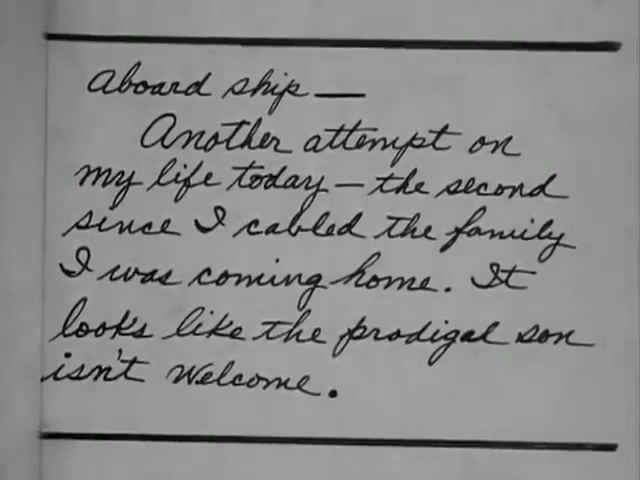 Aboard ship —
Another attempt on
my life today — the second
since I cabled the family
I was coming home. It
looks like the prodigal son
isn't welcome.